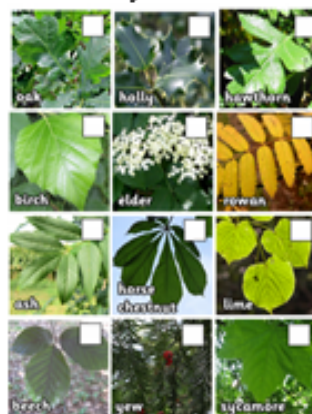 oak
holly
hawthorn
birch
elder
rowan
ash
horse
chestnut
lime
beech
yew
sycamore